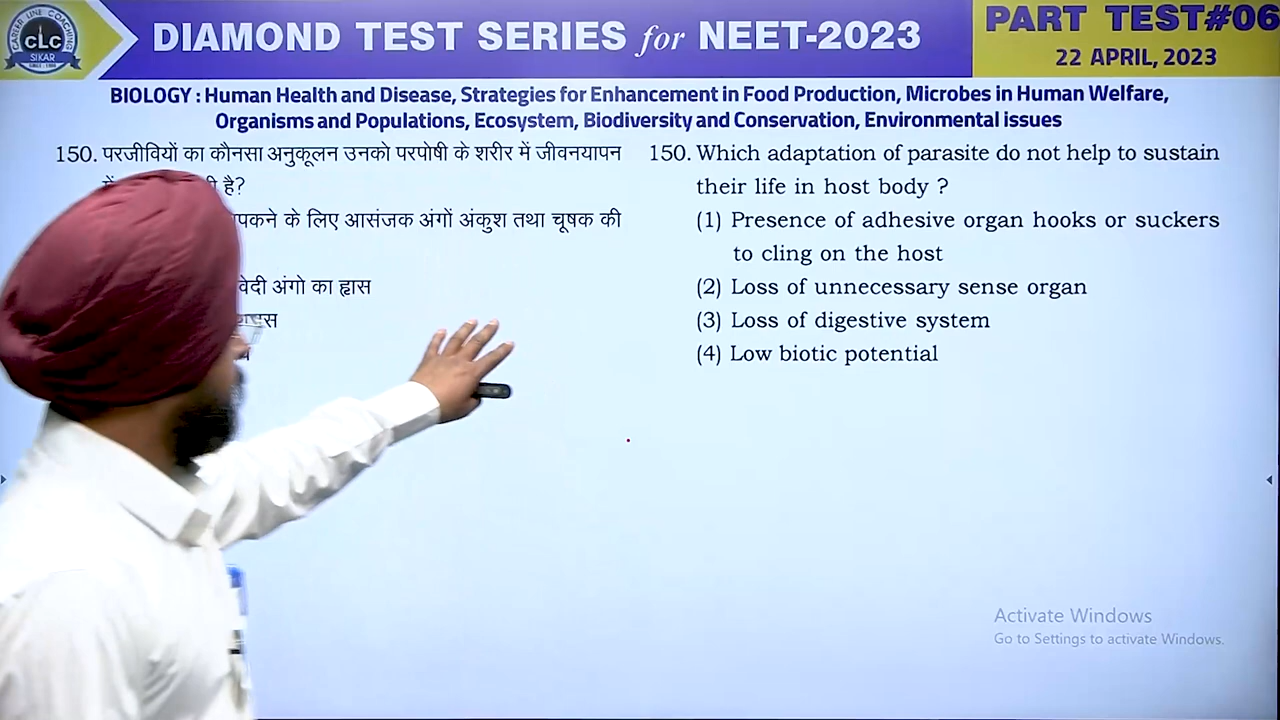 CAREER LINE COACHING
CLC
SIKAR
DIAMOND TEST SERIES for NEET-2023
PART TEST#06
22 APRIL, 2023
BIOLOGY : Human Health and Disease, Strategies for Enhancement in Food Production, Microbes in Human Welfare,
Organisms and Populations, Ecosystem, Biodiversity and Conservation, Environmental issues
150. परजीवियों का कौनसा अनुकूलन उनको परपोषी के शरीर में जीवनयापन
है?
के लिए आसंजक अंगों अंकुश तथा चूषक की
अंगो का ह्रास
150. Which adaptation of parasite do not help to sustain
their life in host body ?
(1) Presence of adhesive organ hooks or suckers
to cling on the host
(2) Loss of unnecessary sense organ
(3) Loss of digestive system
(4) Low biotic potential
Activate Windows
Go to Settings to activate Windows.